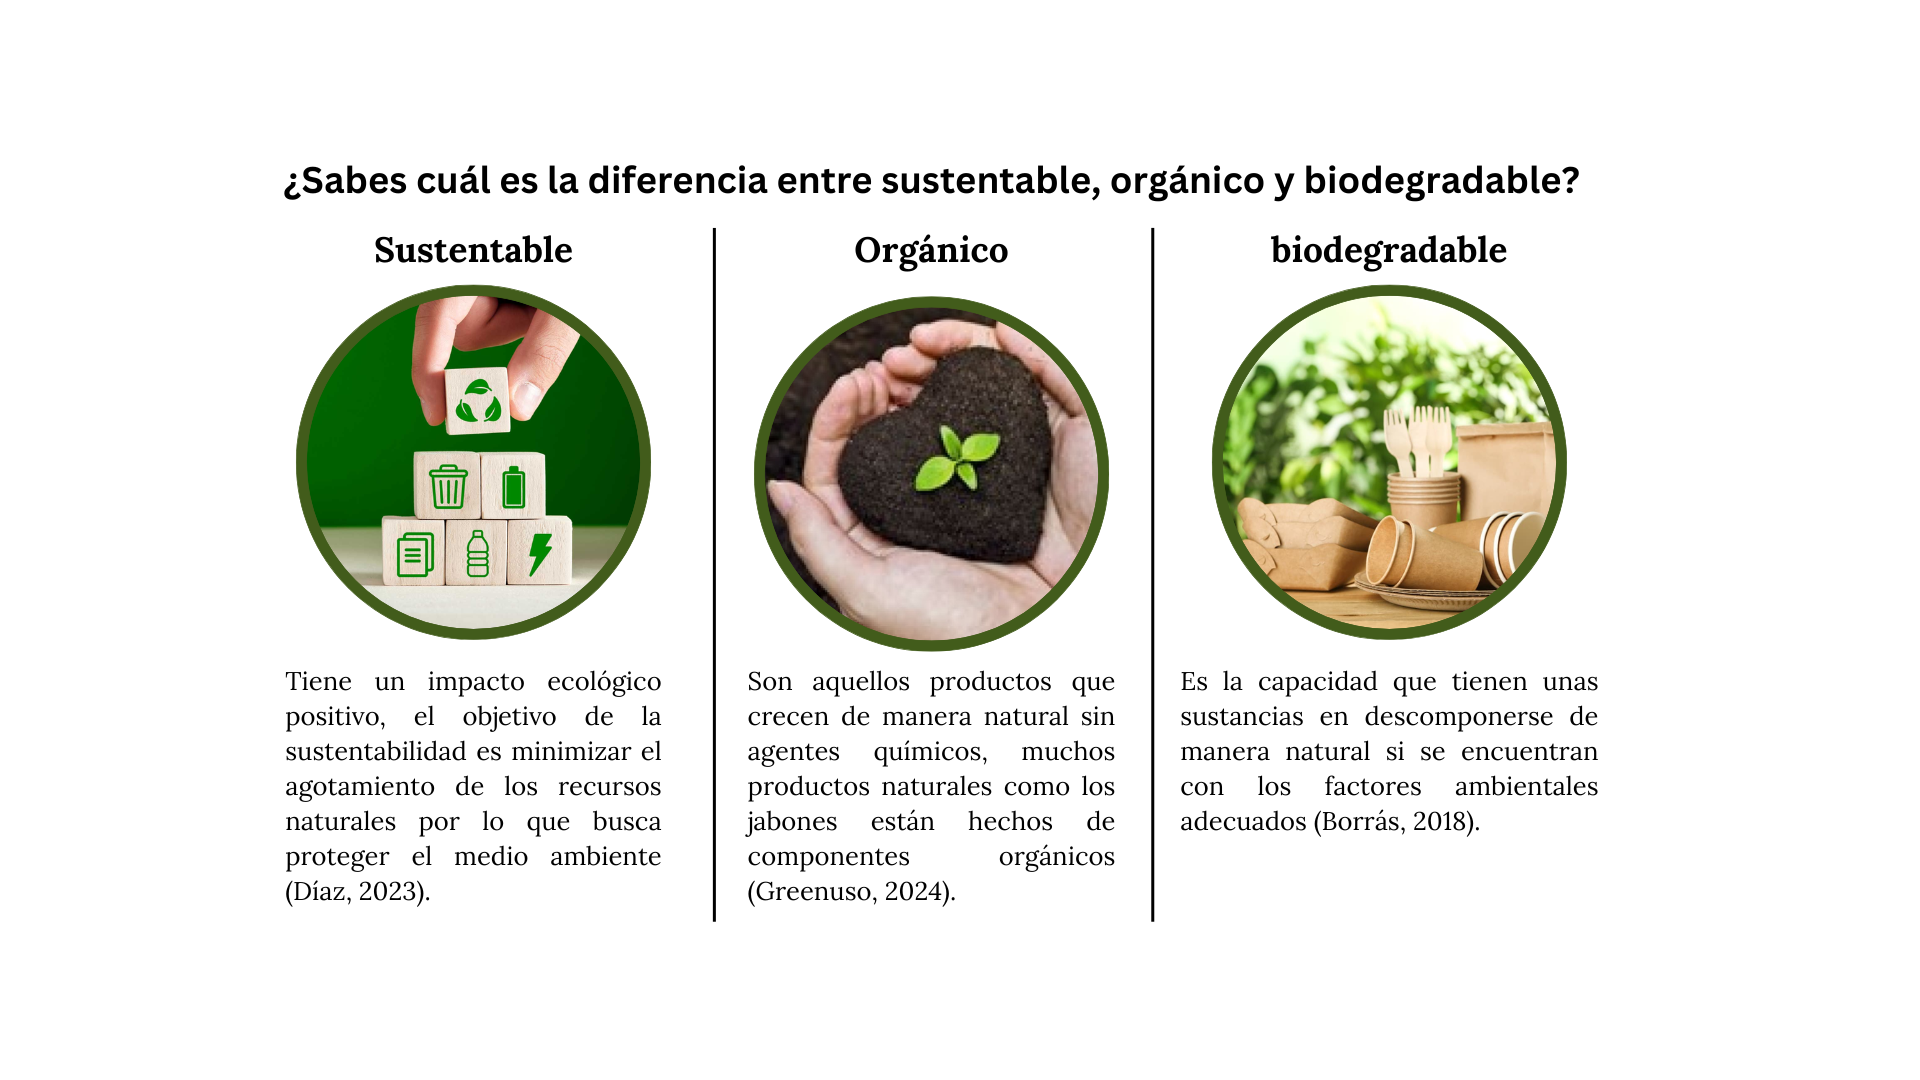 ¿Sabes cuál es la diferencia entre sustentable, orgánico y biodegradable?
Sustentable
Tiene un impacto ecológico
positivo, el objetivo de la
sustentabilidad es minimizar el
agotamiento de los recursos
naturales por lo que busca
proteger el medio ambiente
(Díaz, 2023).
Orgánico
Son aquellos productos que
crecen de manera natural sin
agentes químicos, muchos
productos naturales como los
jabones están hechos de
componentes orgánicos
(Greenuso, 2024).
biodegradable
Es la capacidad que tienen unas
sustancias en descomponerse de
manera natural si se encuentran
con los factores ambientales
adecuados (Borrás, 2018).